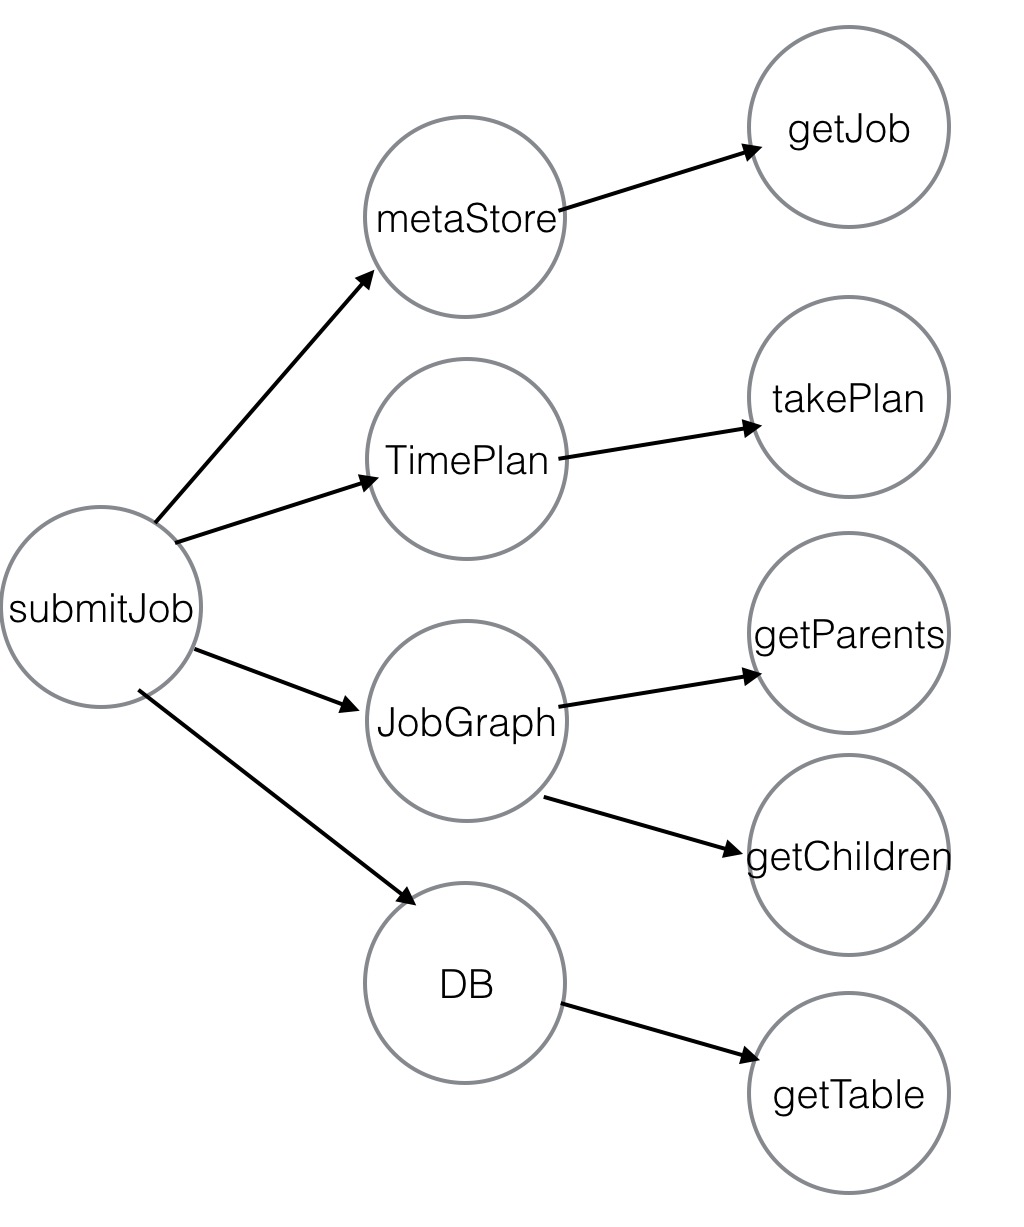 getJob
metaStore
takePlan
TimePlan
submitJob
getParents
JobGraph
getChildren
DB
getTable